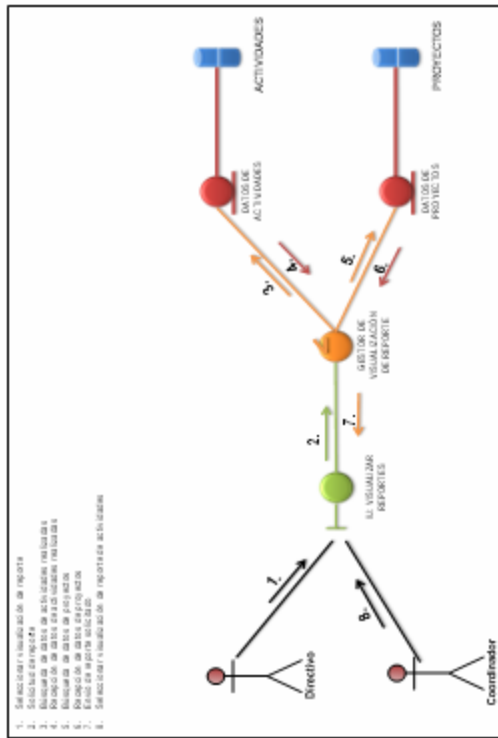 1. Seleccionar visualización de reporte
2. Solicitud de reporte
3. Búsqueda de datos de actividades realizadas
4. Recepción de datos de actividades realizadas
5. Búsqueda de datos de proyectos
6. Recepción de datos de proyectos
7. Envío de reporte solicitado
8. Seleccionar visualización de reporte de actividades
Directivo
Coordinador
1.
8.
IU: VISUALIZAR
REPORTES
2.
7.
GESTOR DE
VISUALIZACIÓN
DE REPORTE
3.
4.
5.
6.
DATOS DE
ACTIVIDADES
DATOS DE
PROYECTOS
ACTIVIDADES
PROYECTOS